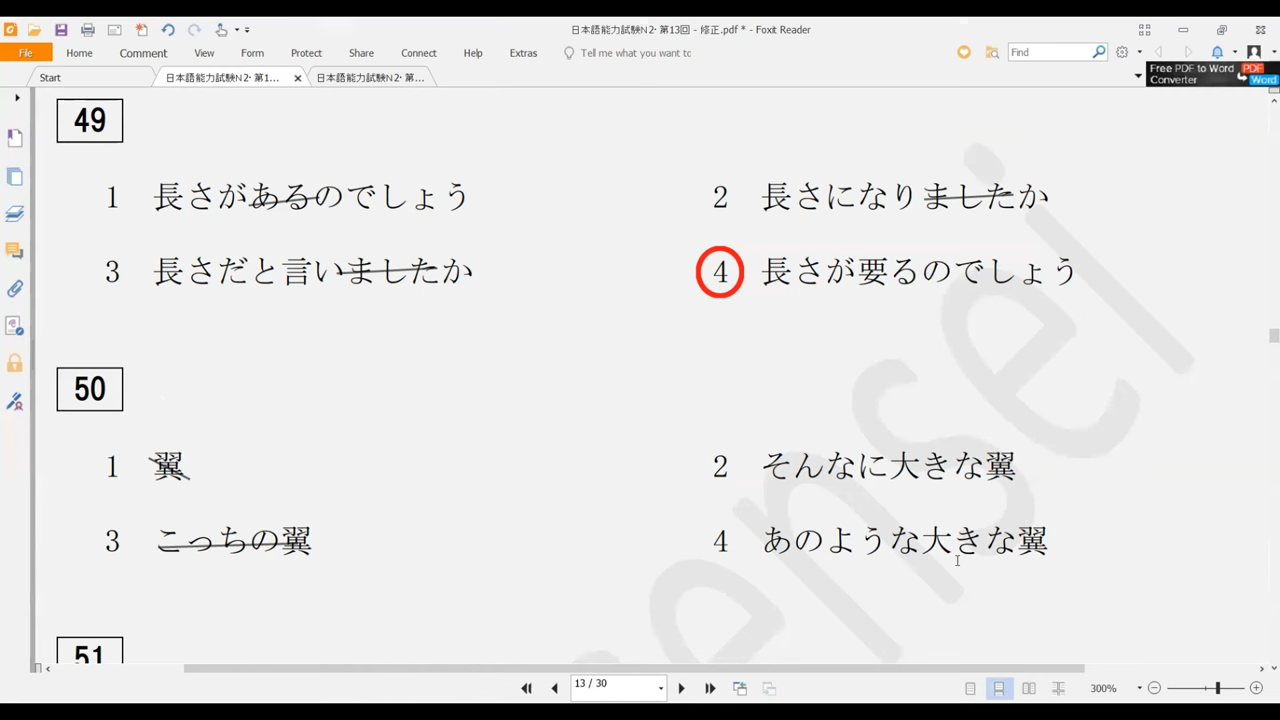 日本語能力試験N2- 第13回 - 修正.pdf * - Foxit Reader
File Home Comment View Form Protect Share Connect Help Extras Tell me what you want to Find
Free PDF to Word Converter
PDF Word
Start 日本語能力試験N2- 第1... 日本語能力試験N2- 第...
49
1 長さがあるのでしょう
2 長さになりましたか
3 長さだと言いましたか
4 長さが要るのでしょう
50
1 翼
2 そんなに大きな翼
3 こっちの翼
4 あのような大きな翼
51
sensei
13 / 30
300%